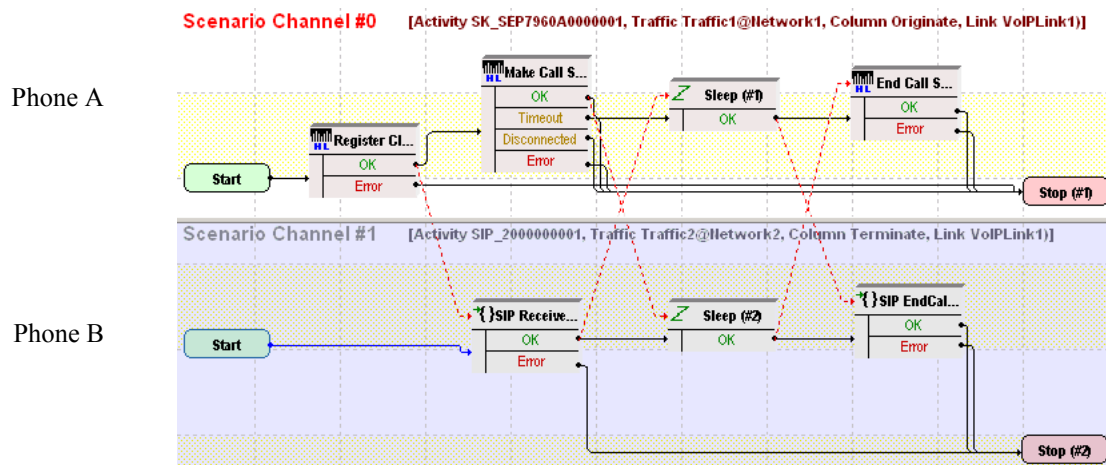 Scenario Channel #0 [Activity SK_SEP7960A0000001, Traffic Traffic1@Network1, Column Originate, Link VoIPLink1)]
Phone A
HL Make Call S...
OK
Timeout
Disconnected
Error
Z Sleep (#1)
OK
HL End Call S...
OK
Error
HL Register Cl...
OK
Error
Start
Stop (#1)
Scenario Channel #1 [Activity SIP_2000000001, Traffic Traffic2@Network2, Column Terminate, Link VoIPLink1)]
Phone B
{}SIP Receive...
OK
Error
Z Sleep (#2)
OK
{}SIP EndCal...
OK
Error
Start
Stop (#2)